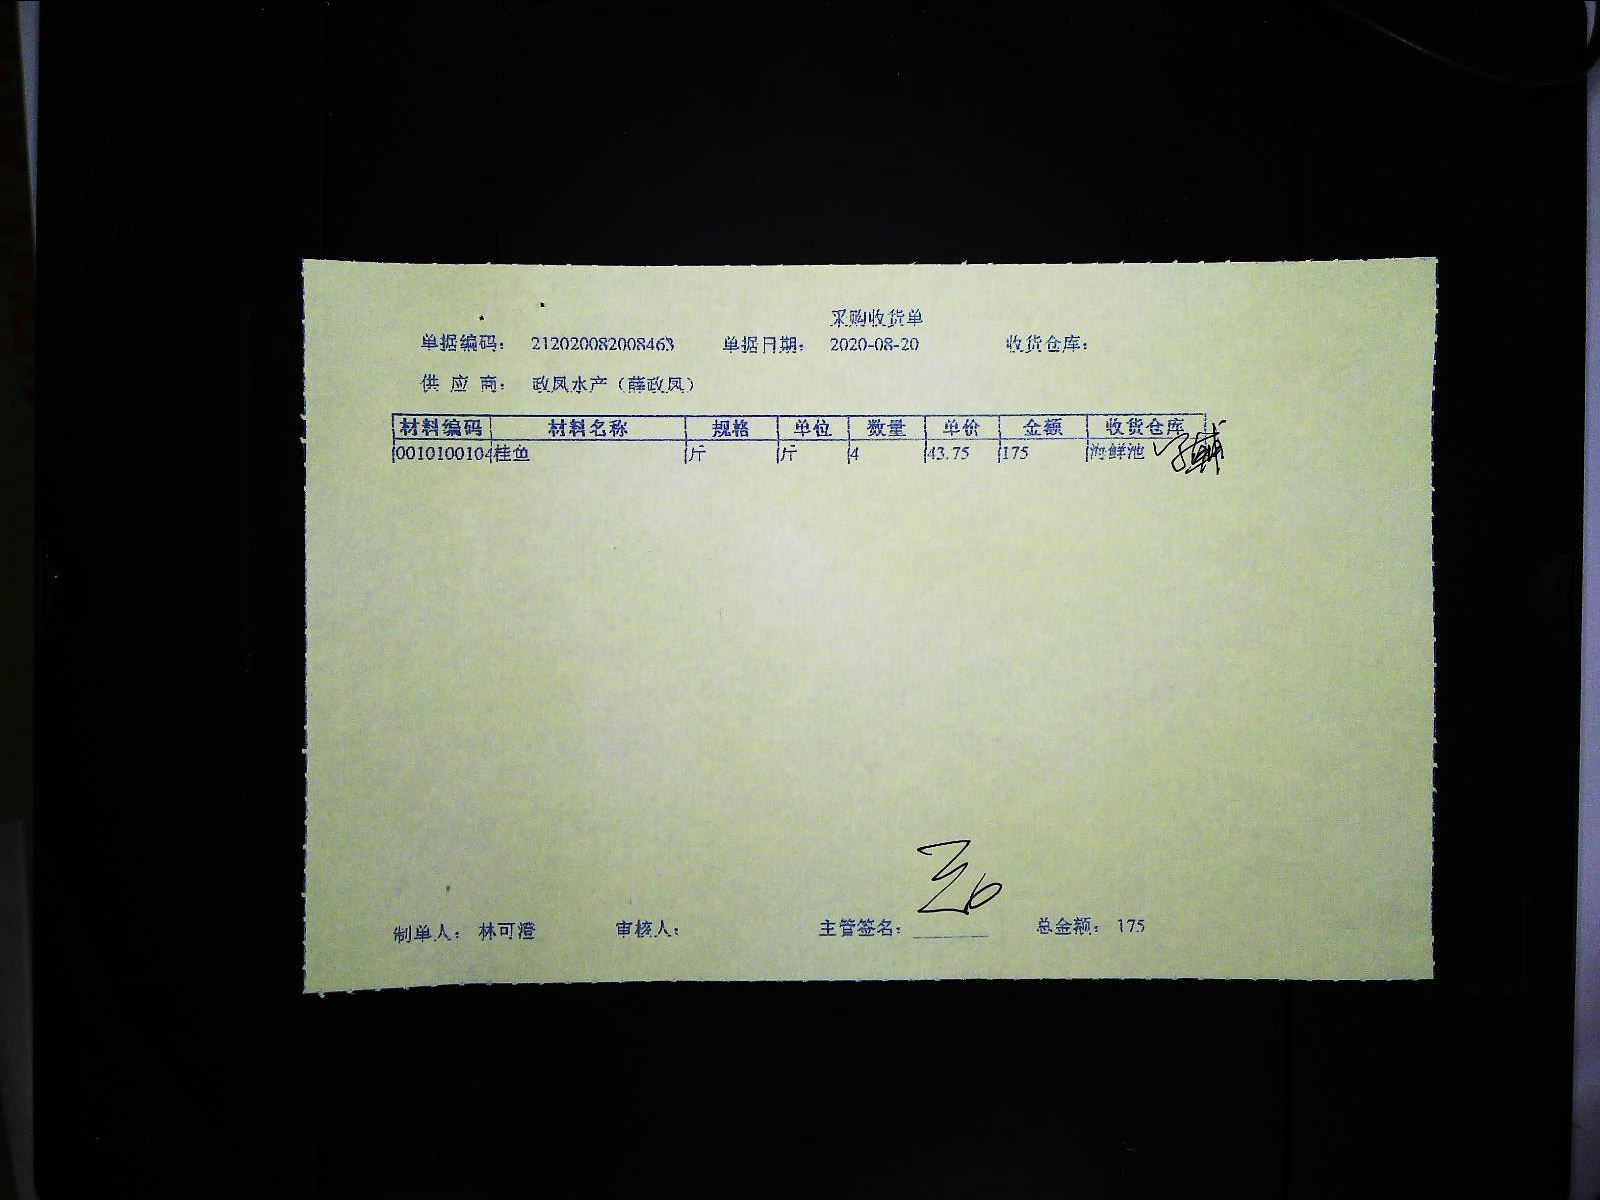 采购收货单
单据编码： 212020082008463 单据日期： 2020-08-20 收货仓库：
供 应 商： 政凤水产（薛政凤）
材料编码 材料名称 规格 单位 数量 单价 金额 收货仓库
0010100104 桂鱼 斤 斤 4 43.75 175 海鲜池
制单人： 林可澄 审核人： 主管签名： 总金额： 175